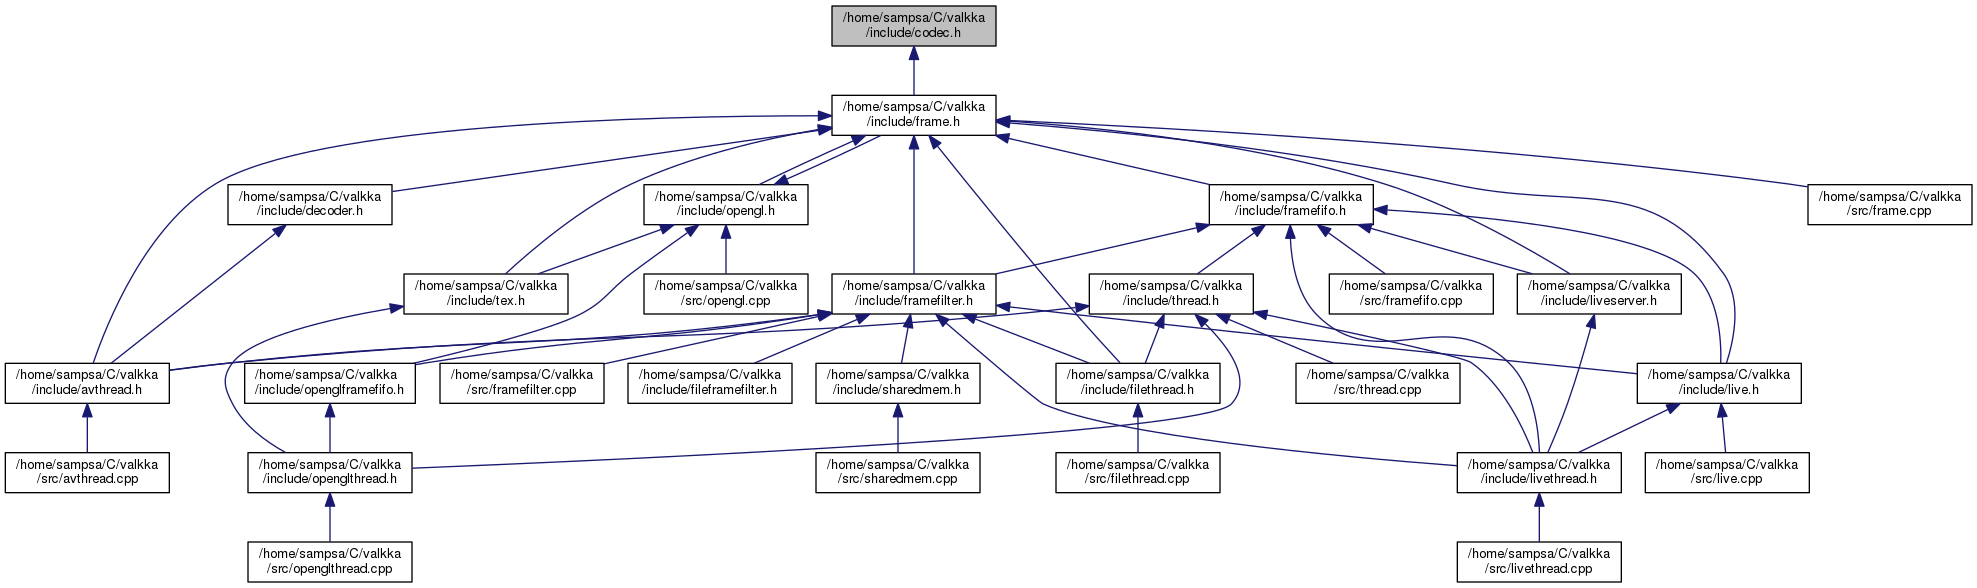 /home/sampsa/C/valkka
/include/codec.h
/home/sampsa/C/valkka
/include/frame.h
/home/sampsa/C/valkka
/include/decoder.h
/home/sampsa/C/valkka
/include/opengl.h
/home/sampsa/C/valkka
/include/framefifo.h
/home/sampsa/C/valkka
/src/frame.cpp
/home/sampsa/C/valkka
/include/tex.h
/home/sampsa/C/valkka
/src/opengl.cpp
/home/sampsa/C/valkka
/include/framefilter.h
/home/sampsa/C/valkka
/include/thread.h
/home/sampsa/C/valkka
/src/framefifo.cpp
/home/sampsa/C/valkka
/include/liveserver.h
/home/sampsa/C/valkka
/include/avthread.h
/home/sampsa/C/valkka
/include/openglframefifo.h
/home/sampsa/C/valkka
/src/framefilter.cpp
/home/sampsa/C/valkka
/include/fileframefilter.h
/home/sampsa/C/valkka
/include/sharedmem.h
/home/sampsa/C/valkka
/include/filethread.h
/home/sampsa/C/valkka
/src/thread.cpp
/home/sampsa/C/valkka
/include/live.h
/home/sampsa/C/valkka
/src/avthread.cpp
/home/sampsa/C/valkka
/include/openglthread.h
/home/sampsa/C/valkka
/src/sharedmem.cpp
/home/sampsa/C/valkka
/src/filethread.cpp
/home/sampsa/C/valkka
/include/livethread.h
/home/sampsa/C/valkka
/src/live.cpp
/home/sampsa/C/valkka
/src/openglthread.cpp
/home/sampsa/C/valkka
/src/livethread.cpp